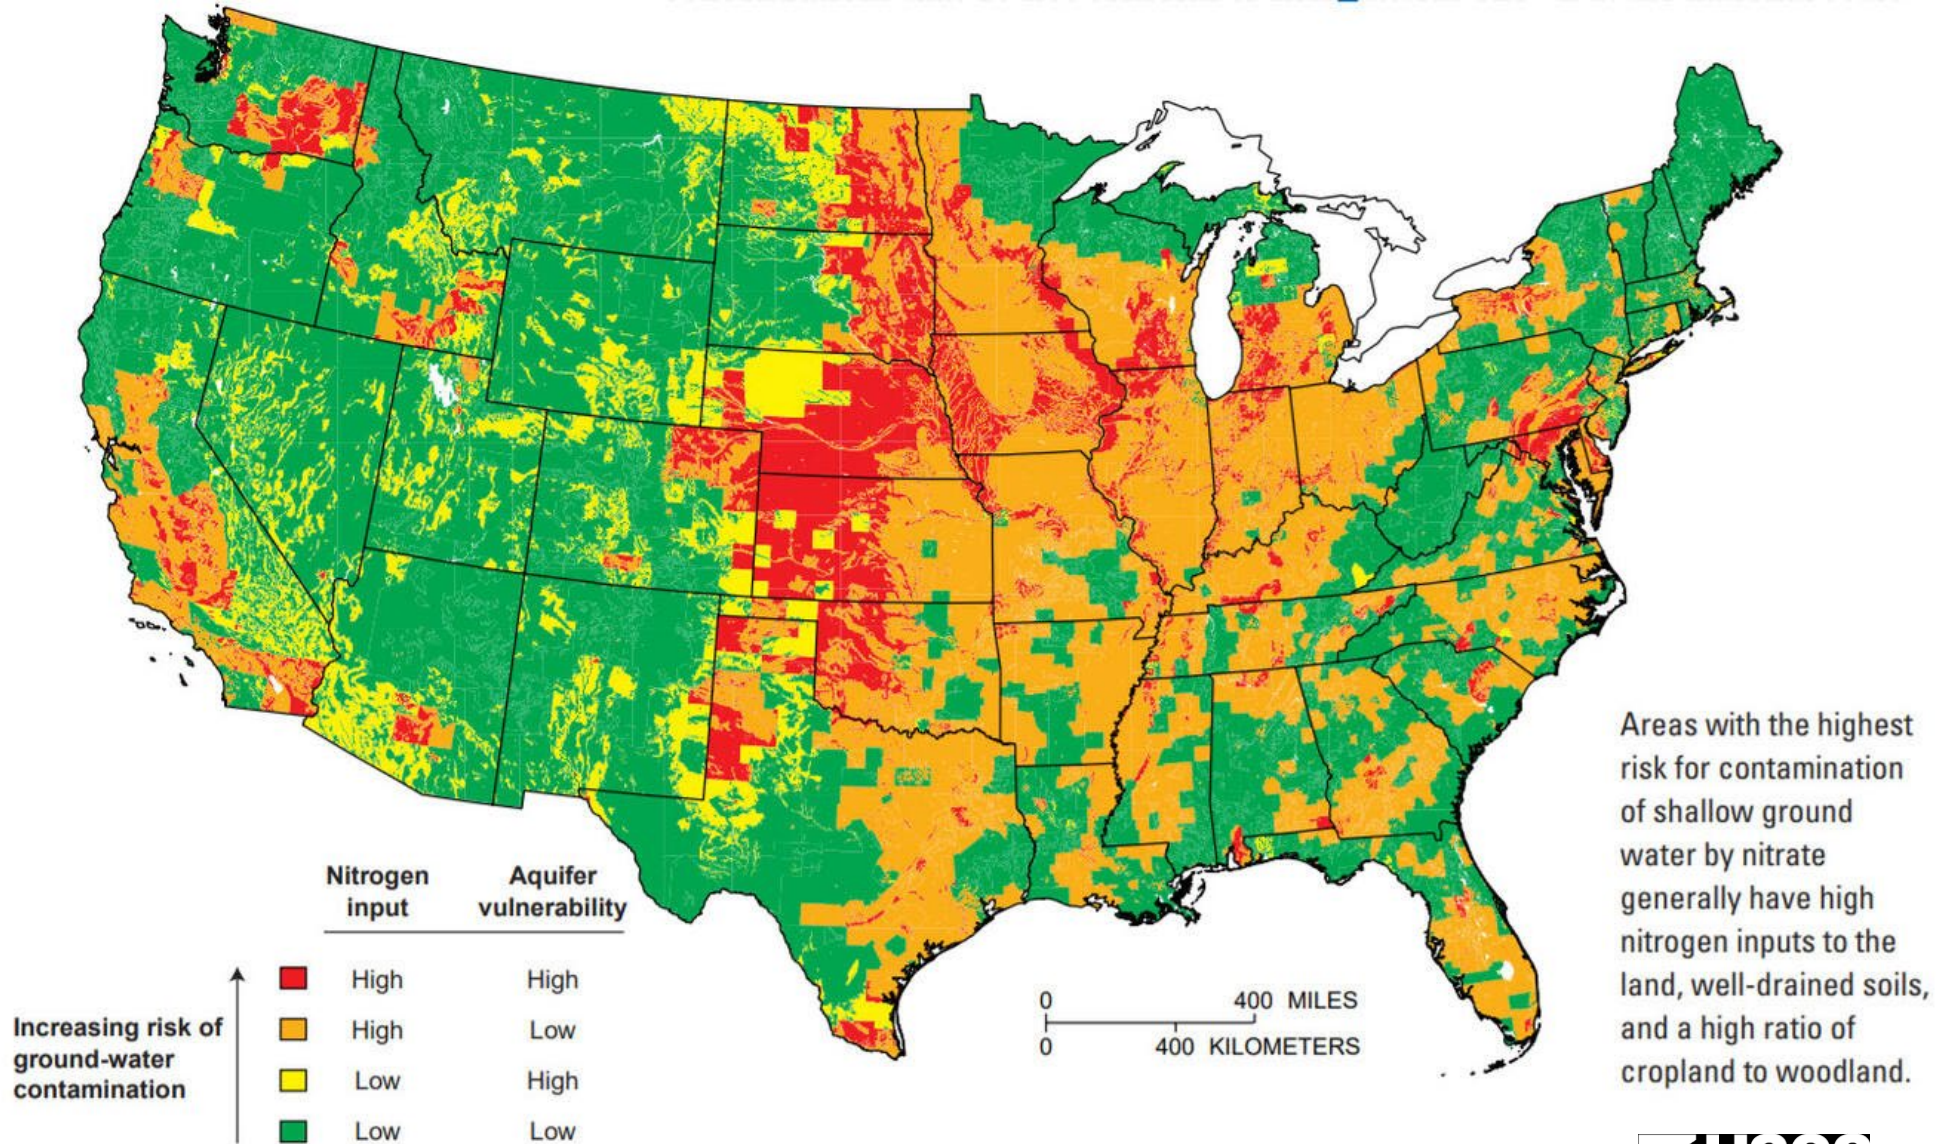 Areas with the highest
risk for contamination
of shallow ground
water by nitrate
generally have high
nitrogen inputs to the
land, well-drained soils,
and a high ratio of
cropland to woodland.
Nitrogen input
Aquifer vulnerability
High High
High Low
Low High
Low Low
Increasing risk of
ground-water
contamination
0 400 MILES
0 400 KILOMETERS